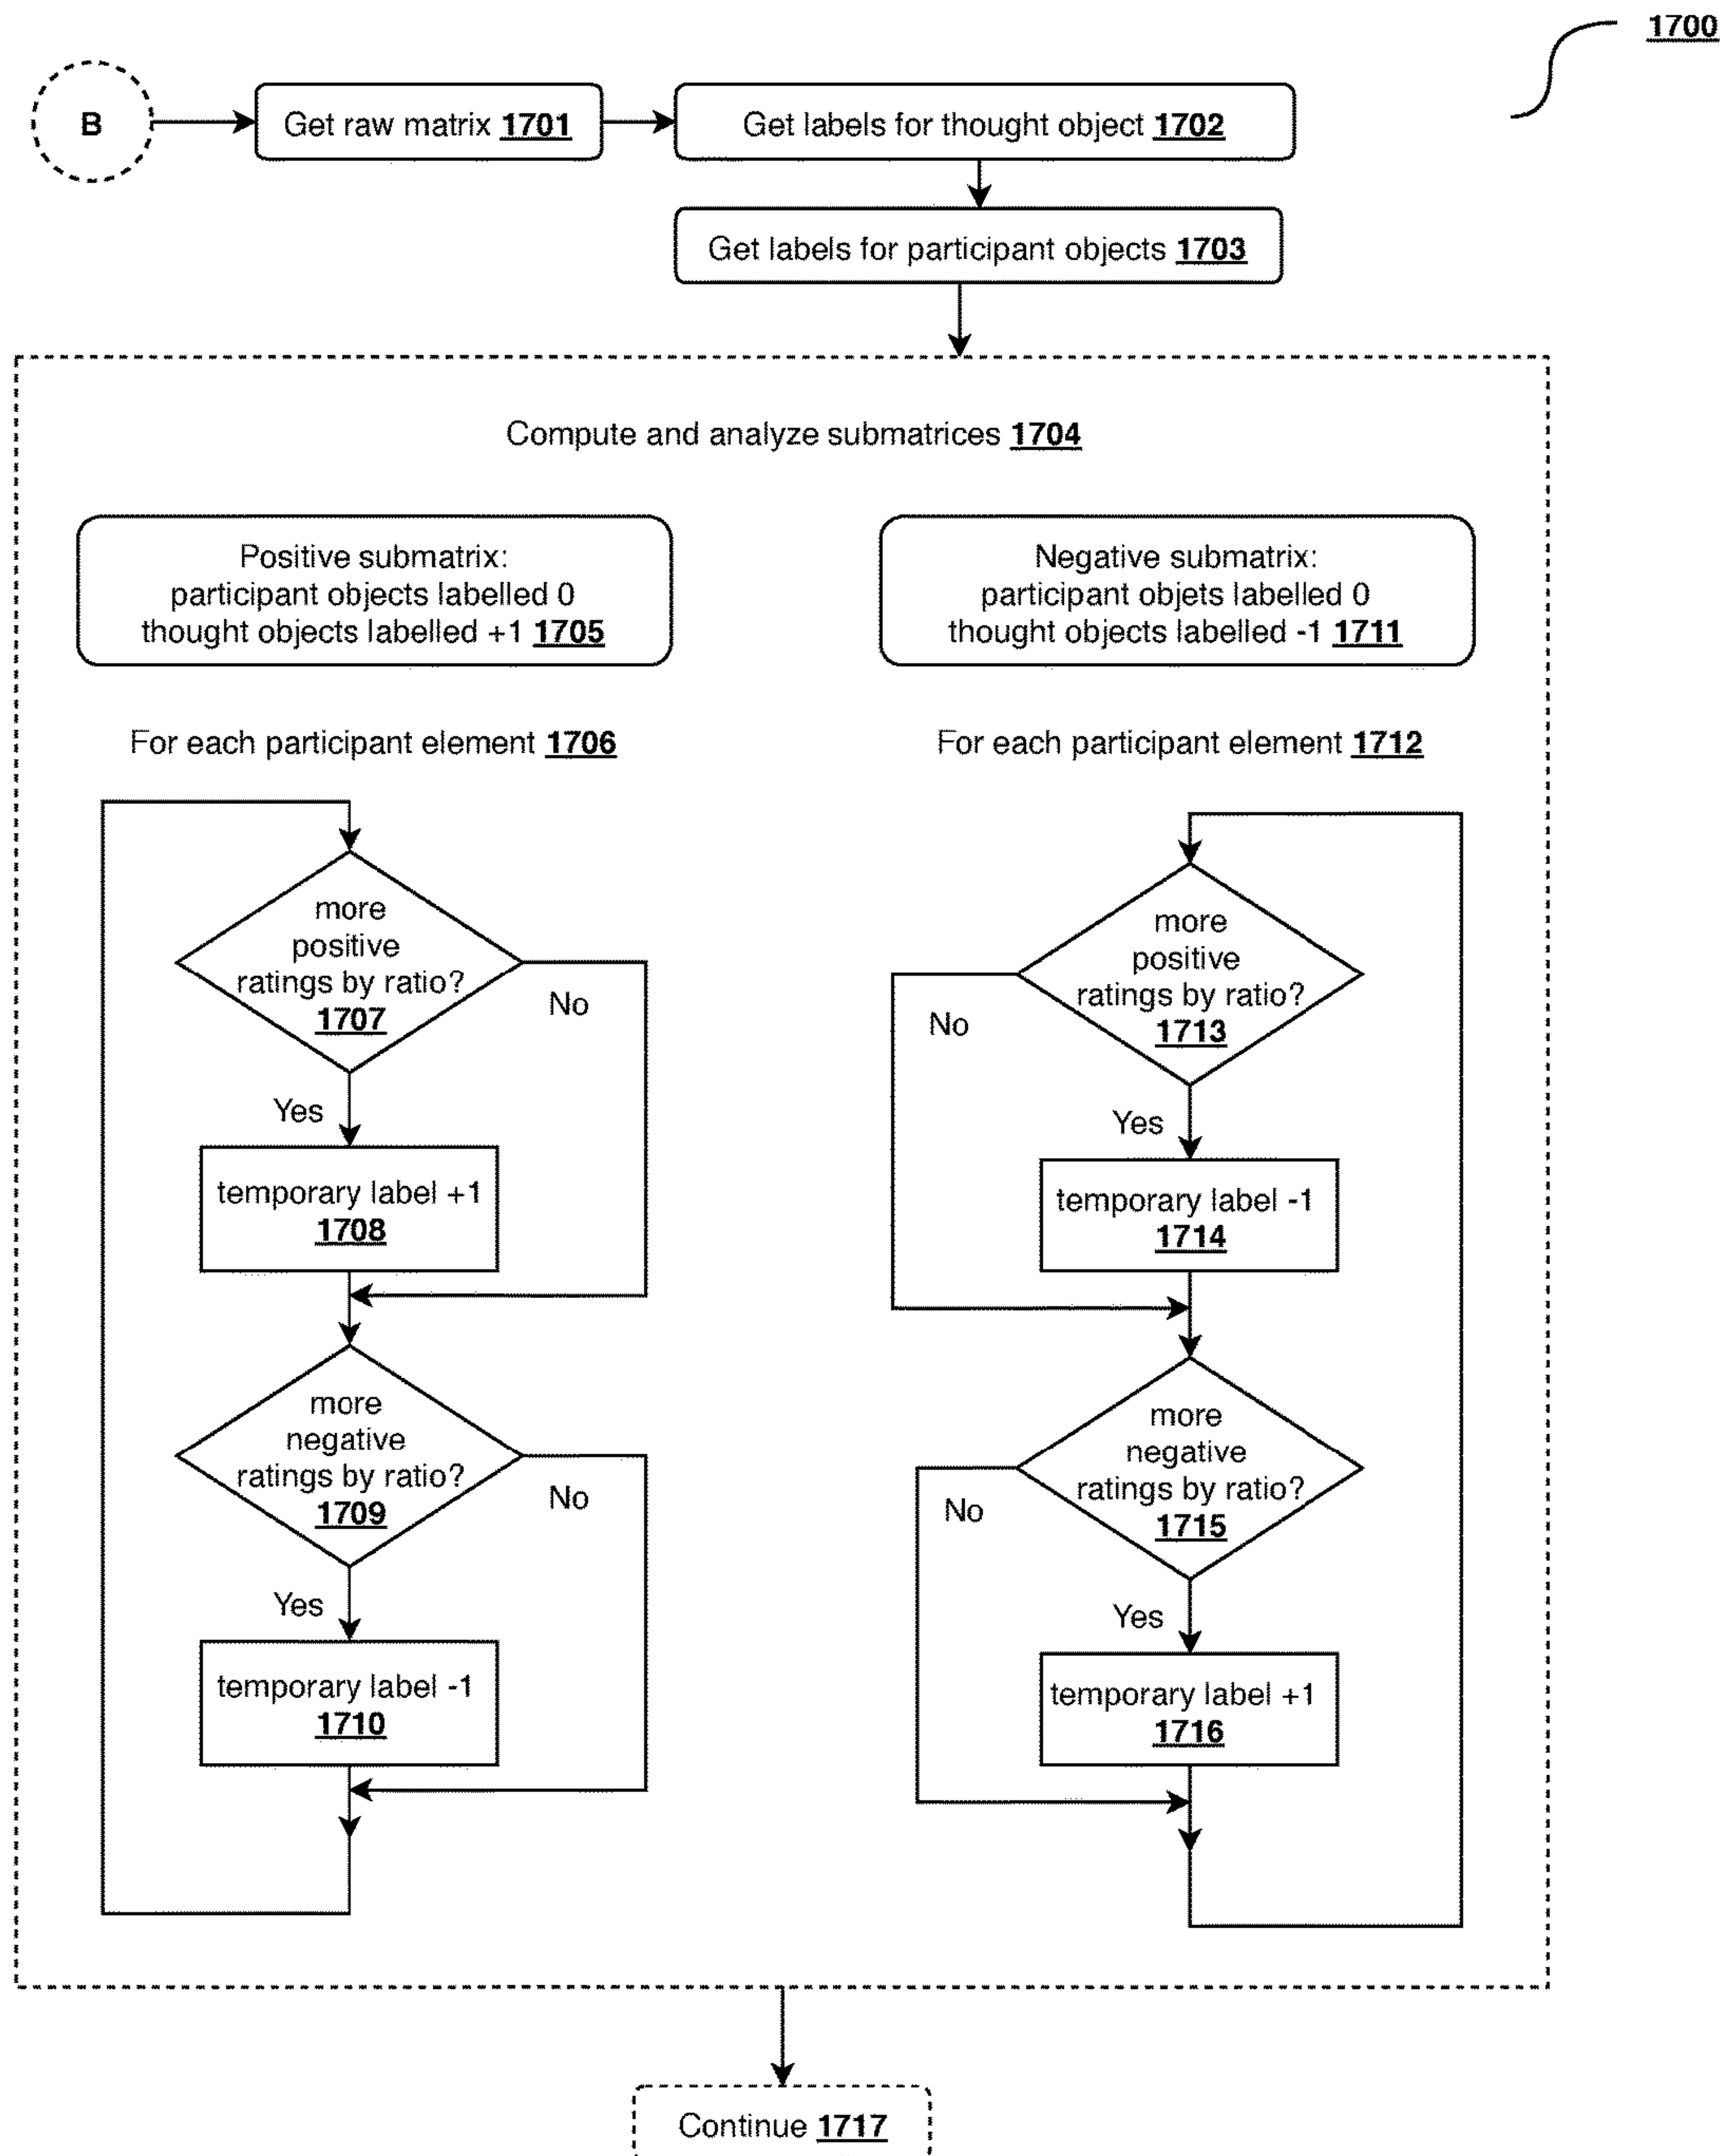 1700
B
Get raw matrix 1701
Get labels for thought object 1702
Get labels for participant objects 1703
Compute and analyze submatrices 1704
Positive submatrix:
participant objects labelled 0
thought objects labelled +1 1705
Negative submatrix:
participant objets labelled 0
thought objects labelled -1 1711
For each participant element 1706
For each participant element 1712
more
positive
ratings by ratio?
1707
No
Yes
temporary label +1
1708
more
negative
ratings by ratio?
1709
No
Yes
temporary label -1
1710
more
positive
ratings by ratio?
1713
No
Yes
temporary label -1
1714
more
negative
ratings by ratio?
1715
No
Yes
temporary label +1
1716
Continue 1717